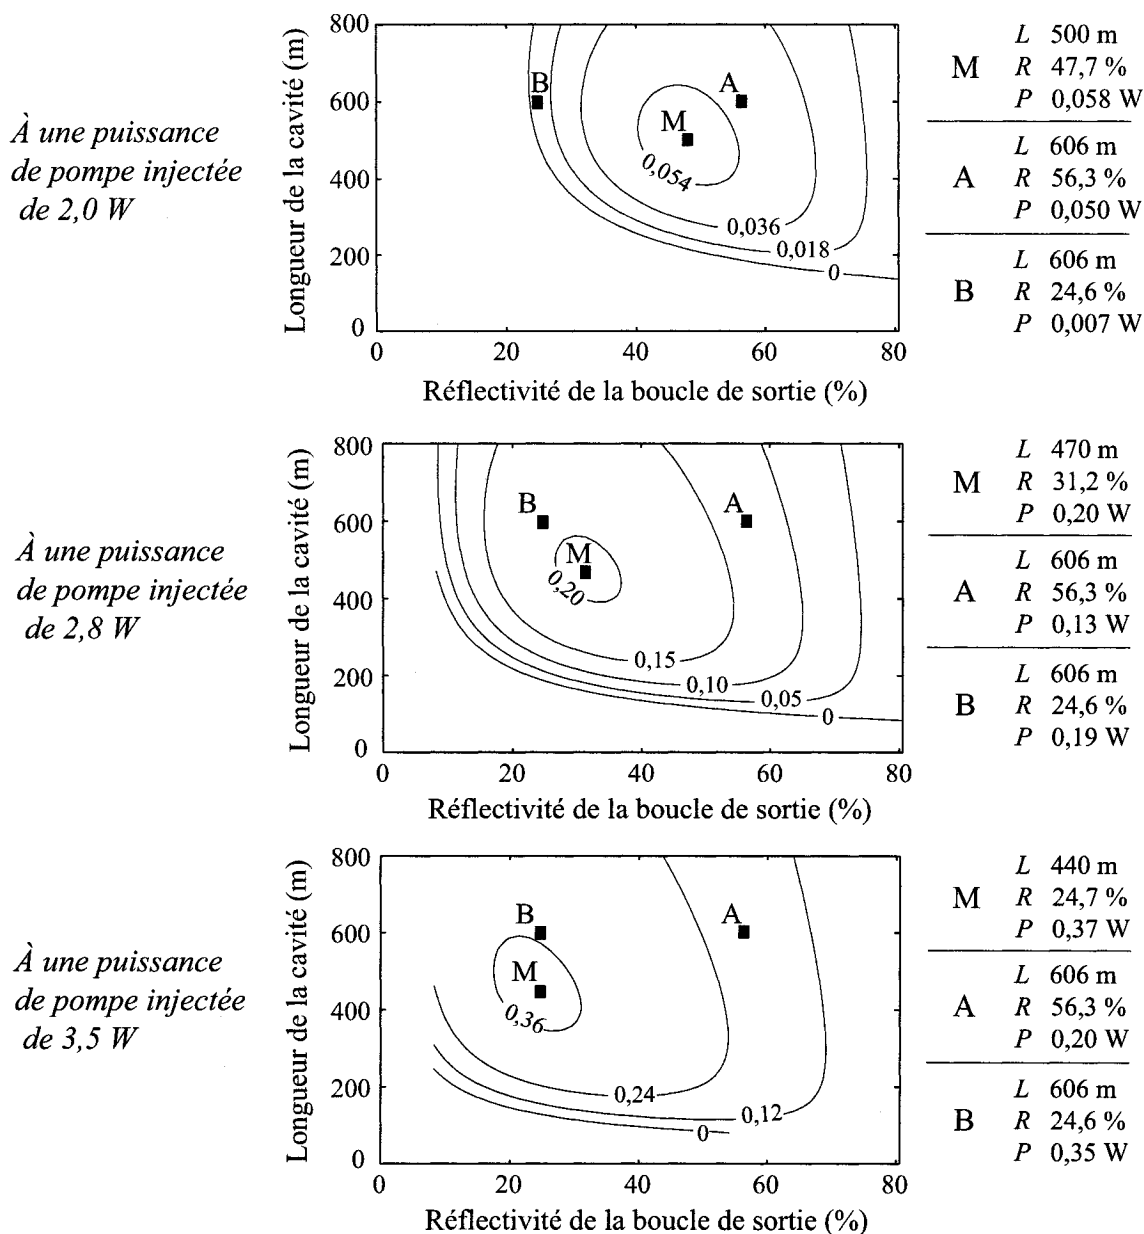 À une puissance
de pompe injectée
de 2,0 W
Longueur de la cavité (m)
800
600
400
200
0
B
A
M
0,054
0,036
0,018
0
0
20
40
60
80
Réflectivité de la boucle de sortie (%)
M
L 500 m
R 47,7 %
P 0,058 W
A
L 606 m
R 56,3 %
P 0,050 W
B
L 606 m
R 24,6 %
P 0,007 W
À une puissance
de pompe injectée
de 2,8 W
Longueur de la cavité (m)
800
600
400
200
0
B
A
M
0,20
0,15
0,10
0,05
0
0
20
40
60
80
Réflectivité de la boucle de sortie (%)
M
L 470 m
R 31,2 %
P 0,20 W
A
L 606 m
R 56,3 %
P 0,13 W
B
L 606 m
R 24,6 %
P 0,19 W
À une puissance
de pompe injectée
de 3,5 W
Longueur de la cavité (m)
800
600
400
200
0
B
A
M
0,36
0,24
0,12
0
0
20
40
60
80
Réflectivité de la boucle de sortie (%)
M
L 440 m
R 24,7 %
P 0,37 W
A
L 606 m
R 56,3 %
P 0,20 W
B
L 606 m
R 24,6 %
P 0,35 W